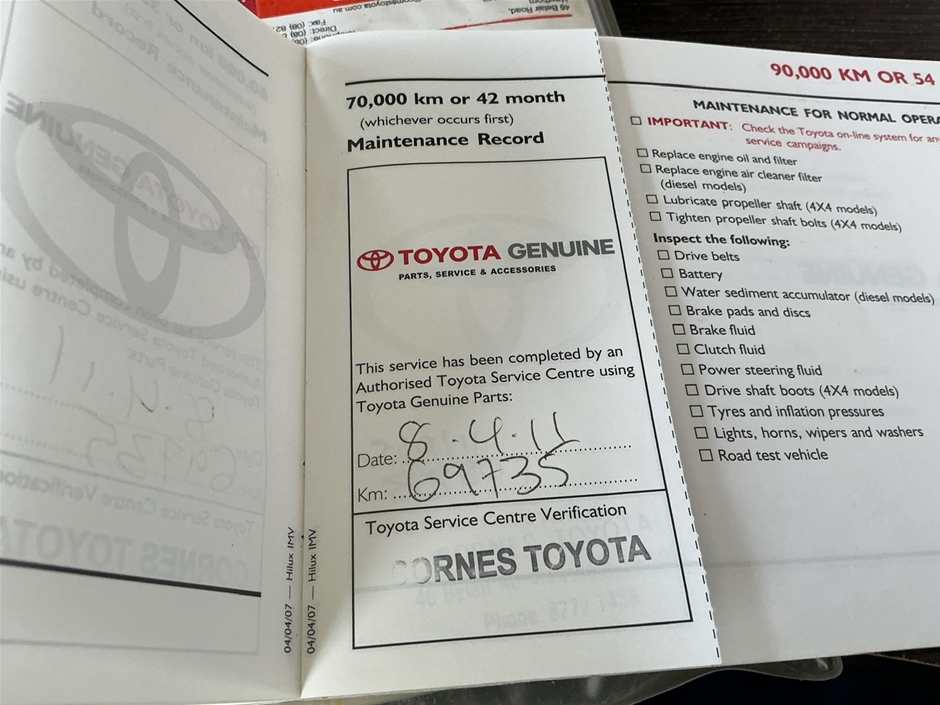 70,000 km or 42 month
(whichever occurs first)
Maintenance Record
TOYOTA GENUINE
PARTS, SERVICE & ACCESSORIES
This service has been completed by an
Authorised Toyota Service Centre using
Toyota Genuine Parts:
Date: 8.4.11
Km: 69735
Toyota Service Centre Verification
CORNES TOYOTA
04/04/07 — Hilux IMV
04/04/07 — Hilux IMV
90,000 KM OR 54
MAINTENANCE FOR NORMAL OPERA
IMPORTANT: Check the Toyota on-line system for an
service campaigns.
Replace engine oil and filter
Replace engine air cleaner filter
(diesel models)
Lubricate propeller shaft (4X4 models)
Tighten propeller shaft bolts (4X4 models)
Inspect the following:
Drive belts
Battery
Water sediment accumulator (diesel models)
Brake pads and discs
Brake fluid
Clutch fluid
Power steering fluid
Drive shaft boots (4X4 models)
Tyres and inflation pressures
Lights, horns, wipers and washers
Road test vehicle